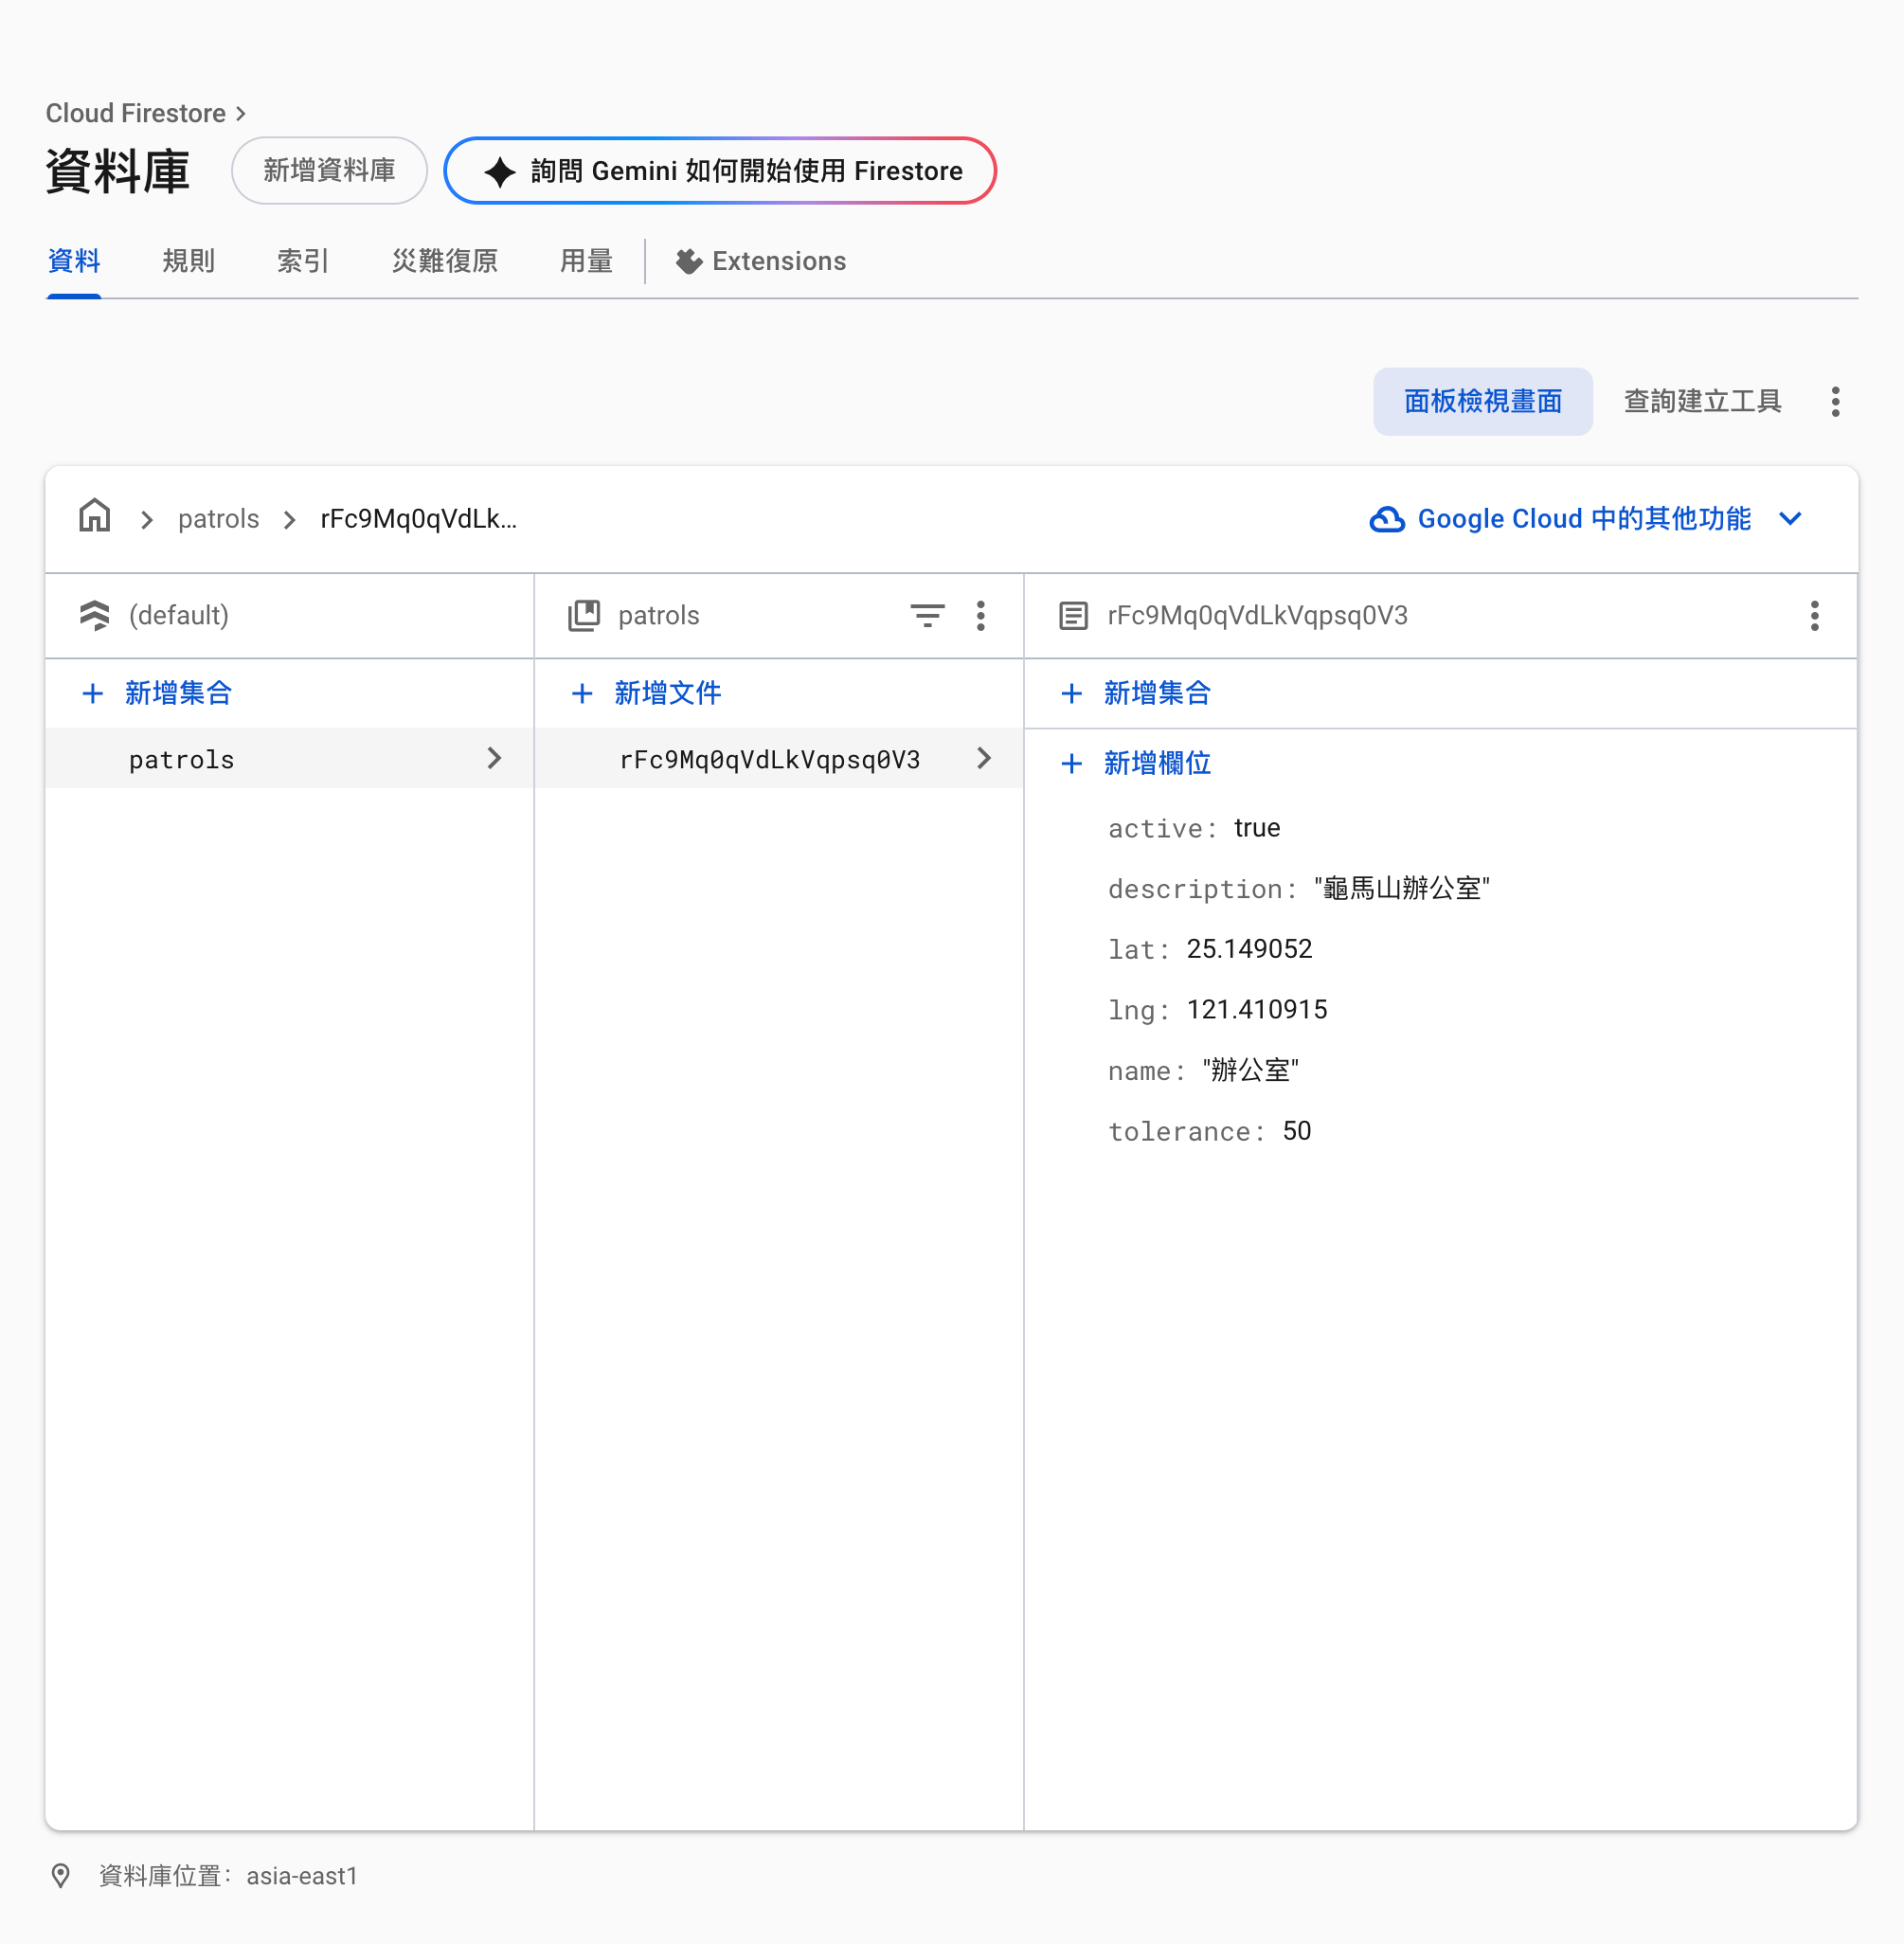 Cloud Firestore
資料庫 新增資料庫 詢問 Gemini 如何開始使用 Firestore
資料 規則 索引 災難復原 用量 Extensions
面板檢視畫面 查詢建立工具
patrols rFc9Mq0qVdLk... Google Cloud 中的其他功能
(default) patrols rFc9Mq0qVdLkVqpsq0V3
+ 新增集合 + 新增文件 + 新增集合
patrols rFc9Mq0qVdLkVqpsq0V3
+ 新增欄位
active: true
description: "龜馬山辦公室"
lat: 25.149052
lng: 121.410915
name: "辦公室"
tolerance: 50
資料庫位置：asia-east1